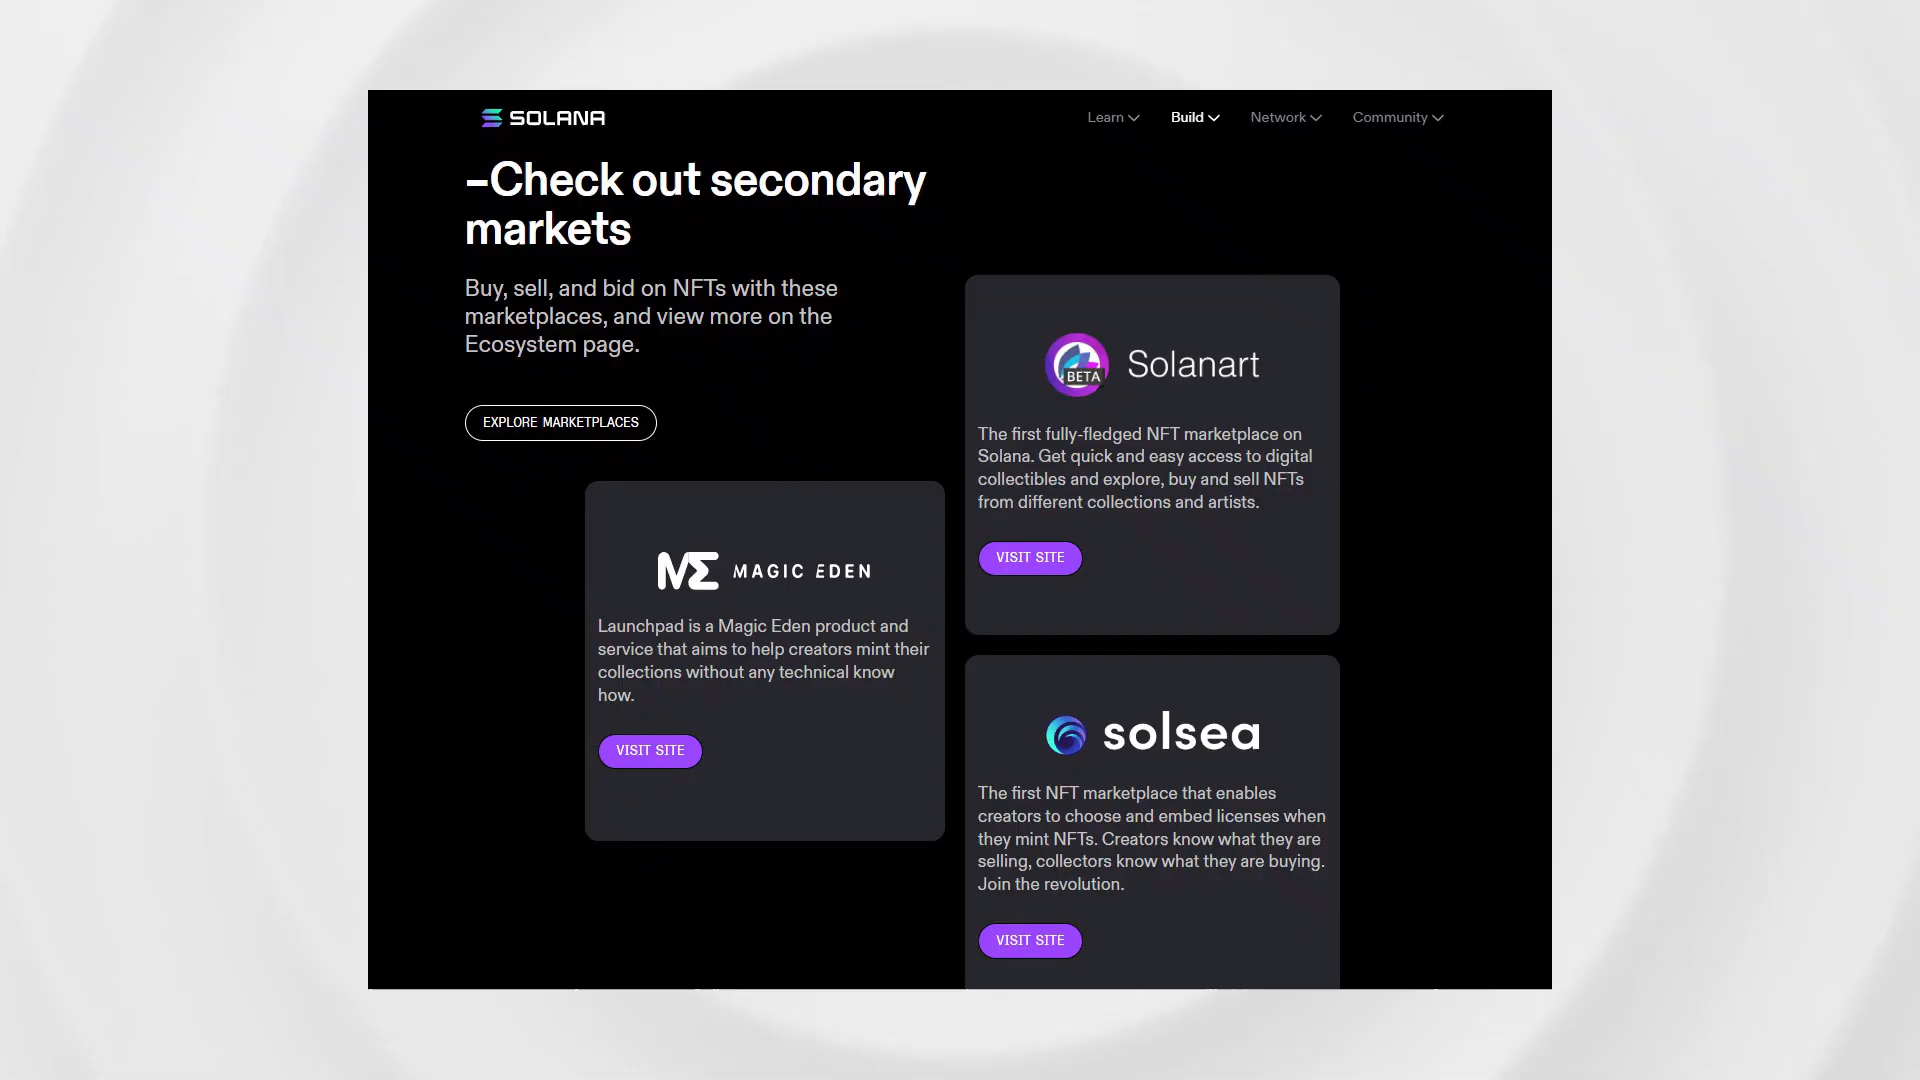 SOLANA
Learn
Build
Network
Community
–Check out secondary
markets
Buy, sell, and bid on NFTs with these
marketplaces, and view more on the
Ecosystem page.
EXPLORE MARKETPLACES
BETA
Solanart
The first fully-fledged NFT marketplace on
Solana. Get quick and easy access to digital
collectibles and explore, buy and sell NFTs
from different collections and artists.
VISIT SITE
ME MAGIC EDEN
Launchpad is a Magic Eden product and
service that aims to help creators mint their
collections without any technical know
how.
VISIT SITE
solsea
The first NFT marketplace that enables
creators to choose and embed licenses when
they mint NFTs. Creators know what they are
selling, collectors know what they are buying.
Join the revolution.
VISIT SITE